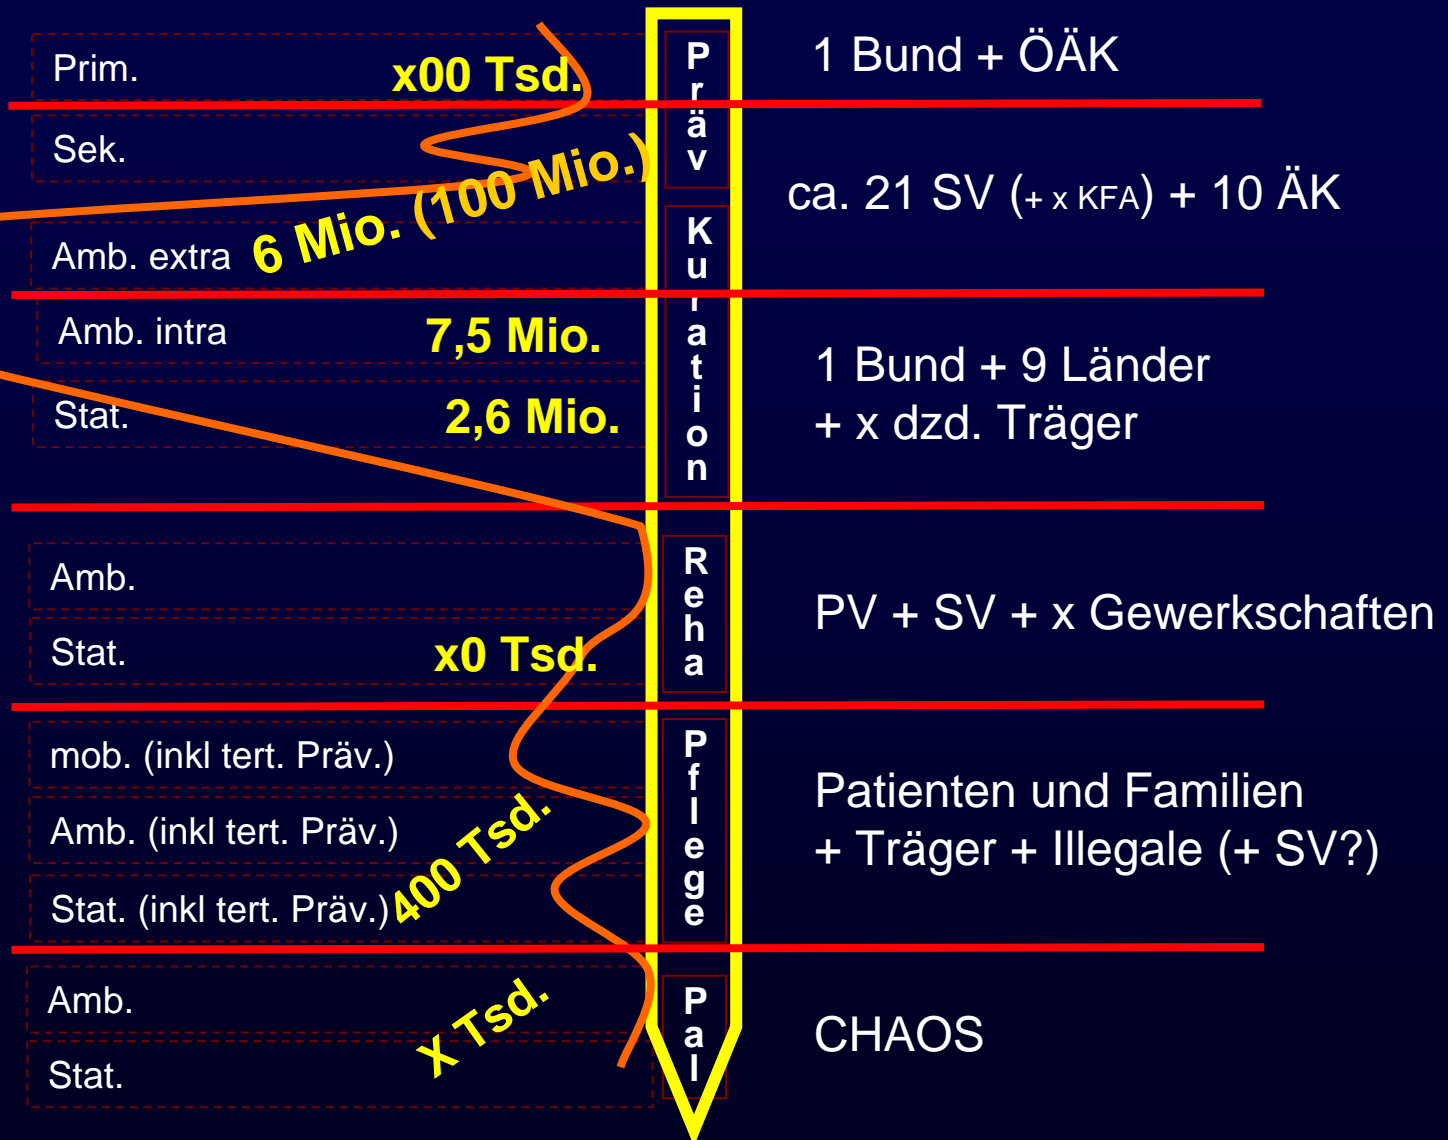 Prim.
x00 Tsd.
Sek.
6 Mio. (100 Mio.)
Amb. extra
Amb. intra
7,5 Mio.
Stat.
2,6 Mio.
Amb.
Stat.
x0 Tsd.
mob. (inkl tert. Präv.)
Amb. (inkl tert. Präv.)
Stat. (inkl tert. Präv.)
400 Tsd.
Amb.
X Tsd.
Stat.
Präv
Kuration
Reha
Pflege
Pal
1 Bund + ÖÄK
ca. 21 SV (+ x KFA) + 10 ÄK
1 Bund + 9 Länder
+ x dzd. Träger
PV + SV + x Gewerkschaften
Patienten und Familien
+ Träger + Illegale (+ SV?)
CHAOS